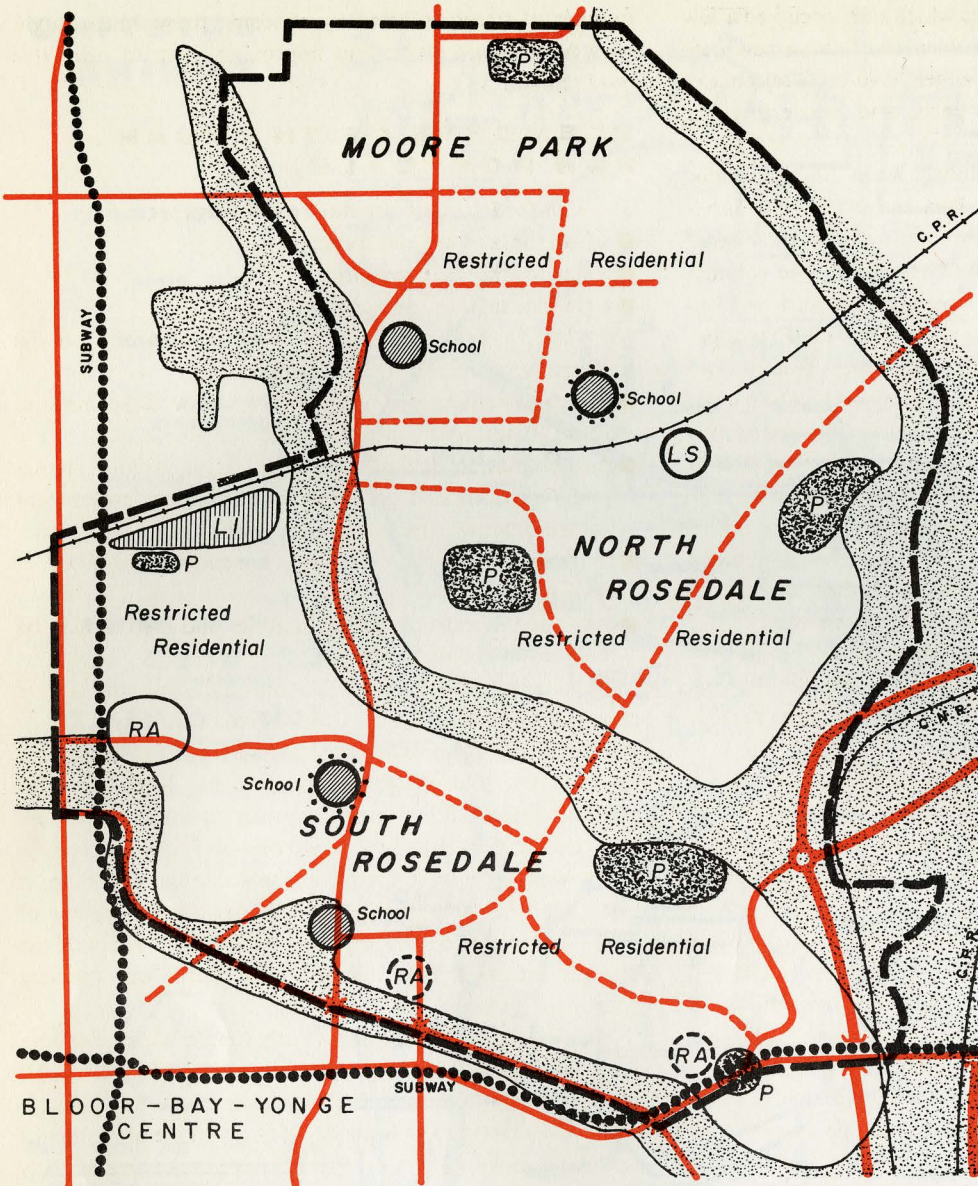 P
MOORE PARK
C.P.R.
Restricted Residential
SUBWAY
School
School
LS
LI
P
P
P
NORTH
ROSEDALE
Restricted
Residential
Restricted Residential
RA
C.N.R.
School
SOUTH
ROSEDALE
P
School
Restricted Residential
RA
C.P.R.
RA
SUBWAY
P
BLOOR-BAY-YONGE
CENTRE